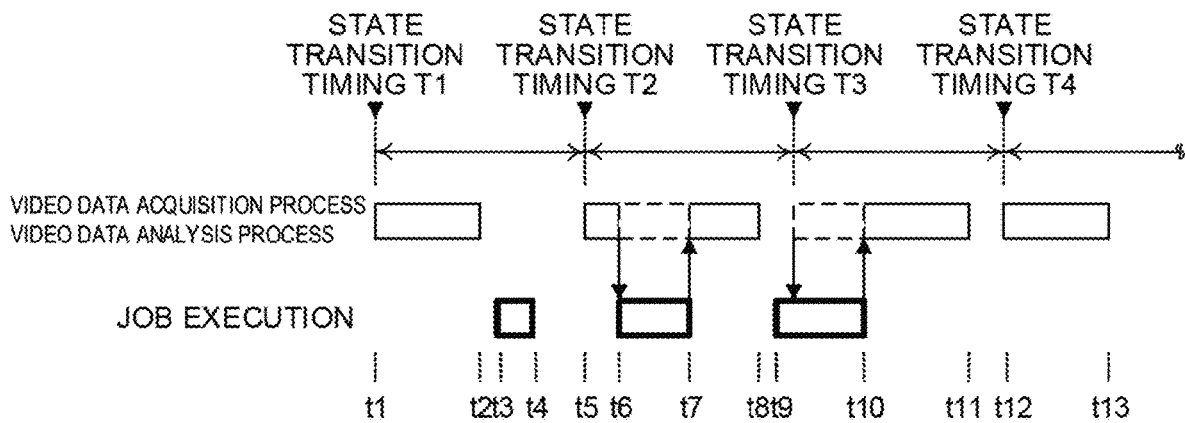 STATE TRANSITION TIMING T1
STATE TRANSITION TIMING T2
STATE TRANSITION TIMING T3
STATE TRANSITION TIMING T4
VIDEO DATA ACQUISITION PROCESS
VIDEO DATA ANALYSIS PROCESS
JOB EXECUTION
t1 t2 t3 t4 t5 t6 t7 t8 t9 t10 t11 t12 t13